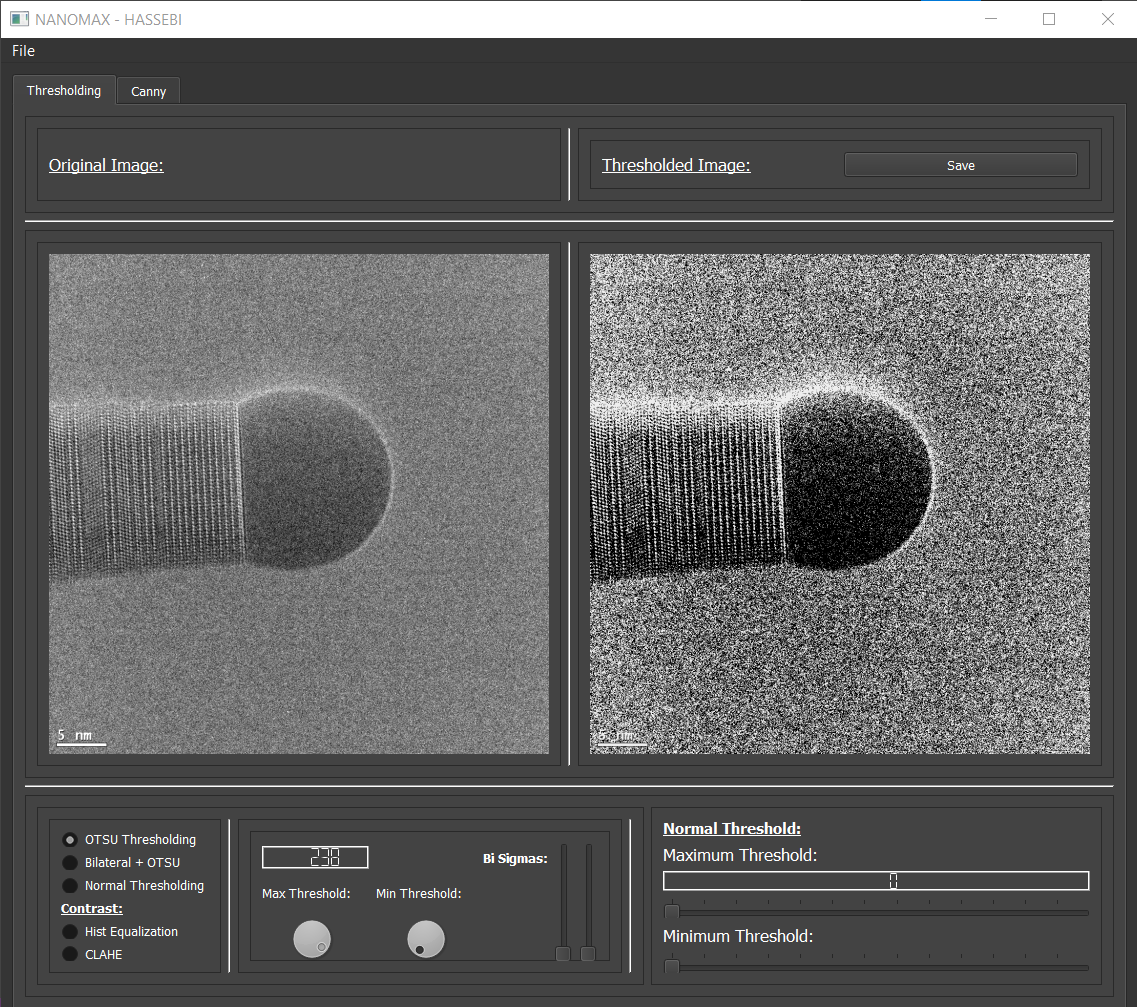 NANOMAX - HASSEBI
File
Thresholding
Canny
Original Image:
Thresholded Image:
Save
5 nm
5 nm
OTSU Thresholding
Bilateral + OTSU
Normal Thresholding
Contrast:
Hist Equalization
CLAHE
238
Bi Sigmas:
Max Threshold:
Min Threshold:
Normal Threshold:
Maximum Threshold:
0
Minimum Threshold: